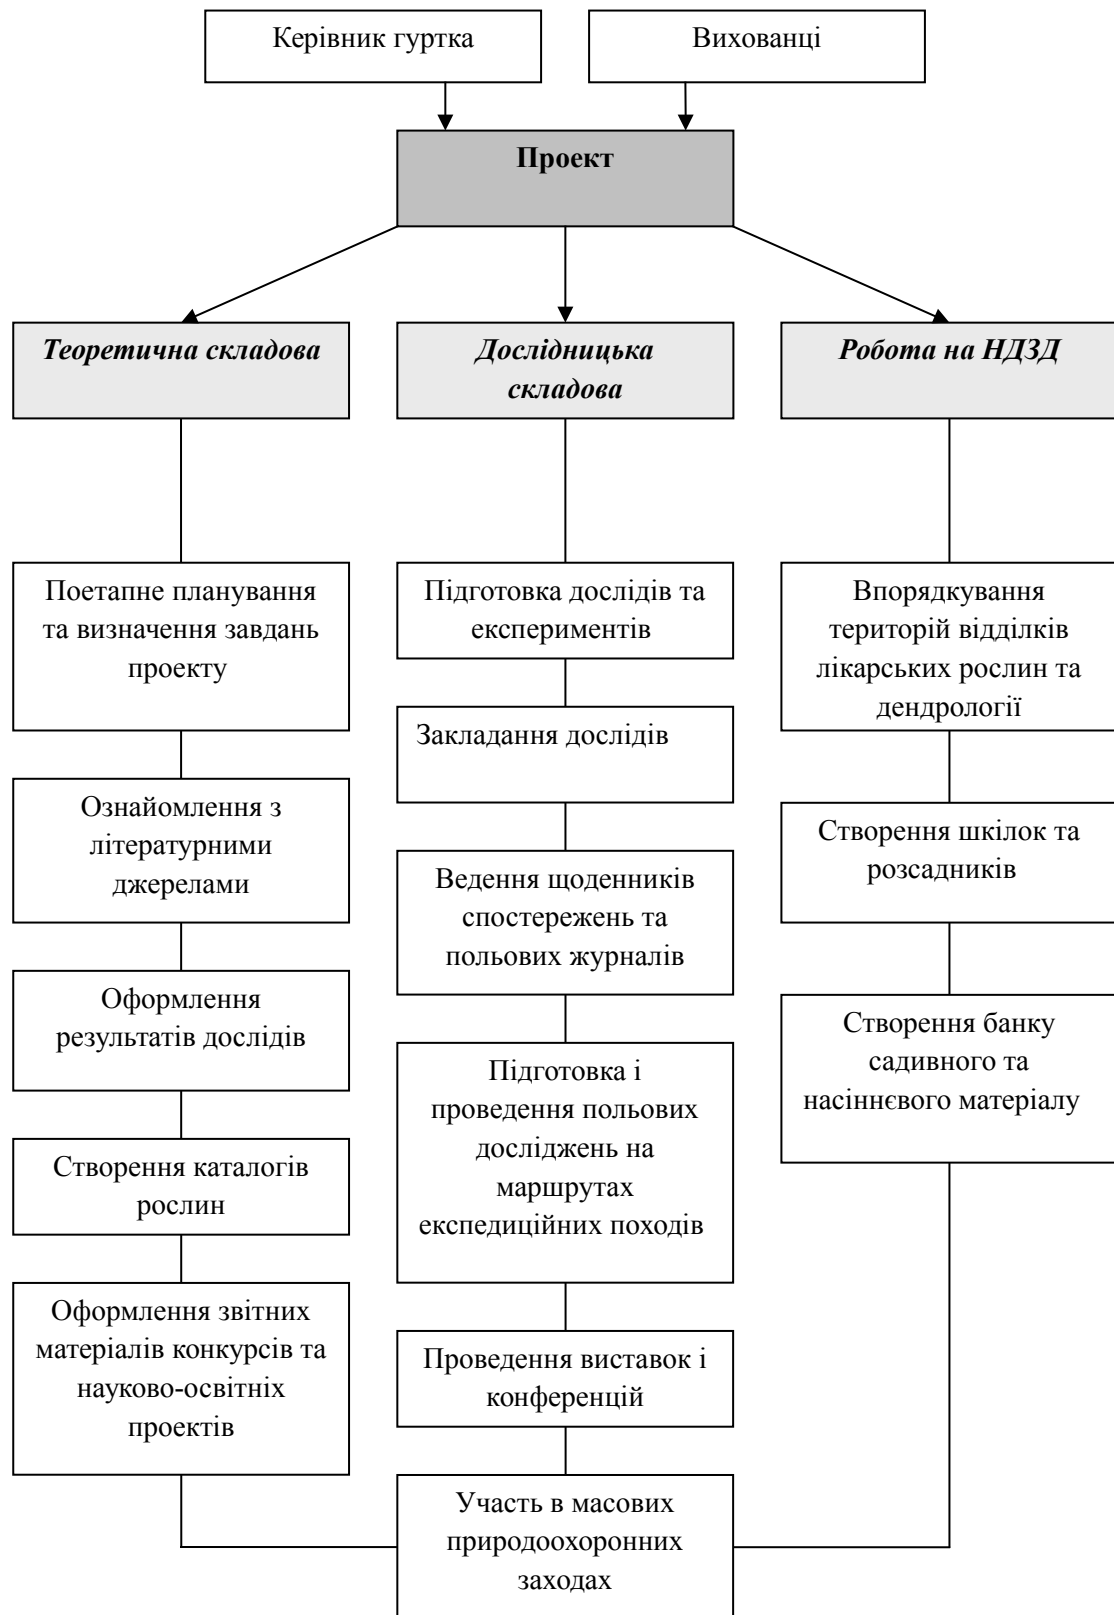 Керівник гуртка
Вихованці
Проект
Теоретична складова
Дослідницька
складова
Робота на НДЗД
Поетапне планування
та визначення завдань
проекту
Ознайомлення з
літературними
джерелами
Оформлення
результатів дослідів
Створення каталогів
рослин
Оформлення звітних
матеріалів конкурсів та
науково-освітніх
проектів
Підготовка дослідів та
експериментів
Закладання дослідів
Ведення щоденників
спостережень та
польових журналів
Підготовка і
проведення польових
досліджень на
маршрутах
експедиційних походів
Проведення виставок і
конференцій
Впорядкування
територій відділків
лікарських рослин та
дендрології
Створення шкілок та
розсадників
Створення банку
садивного та
насіннєвого матеріалу
Участь в масових
природоохоронних
заходах